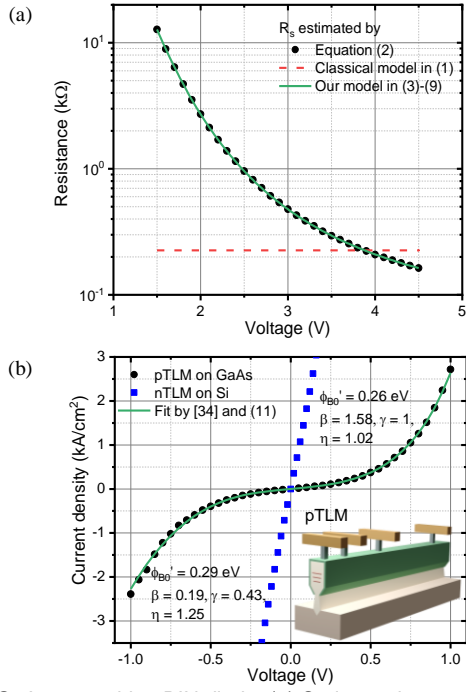 (a)
R_s estimated by
Equation (2)
Classical model in (1)
Our model in (3)-(9)
Resistance (kΩ)
10^1
10^0
10^-1
1 2 3 4 5
Voltage (V)
(b)
pTLM on GaAs
nTLM on Si
Fit by [34] and (11)
ϕ_B0' = 0.26 eV
β = 1.58, γ = 1,
η = 1.02
pTLM
ϕ_B0' = 0.29 eV
β = 0.19, γ = 0.43,
η = 1.25
Current density (kA/cm²)
3
2
1
0
-1
-2
-3
-1.0 -0.5 0.0 0.5 1.0
Voltage (V)